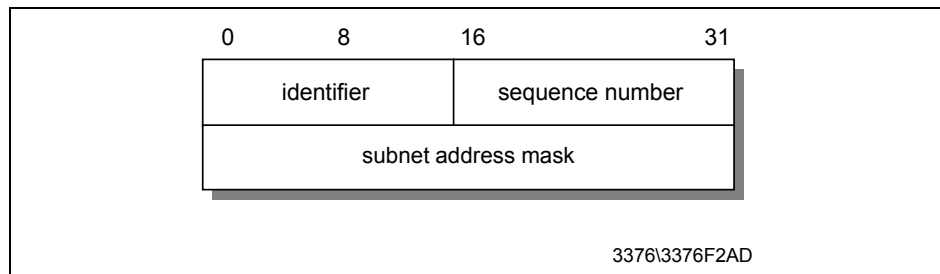 0 8 16 31
identifier sequence number
subnet address mask
3376\3376F2AD